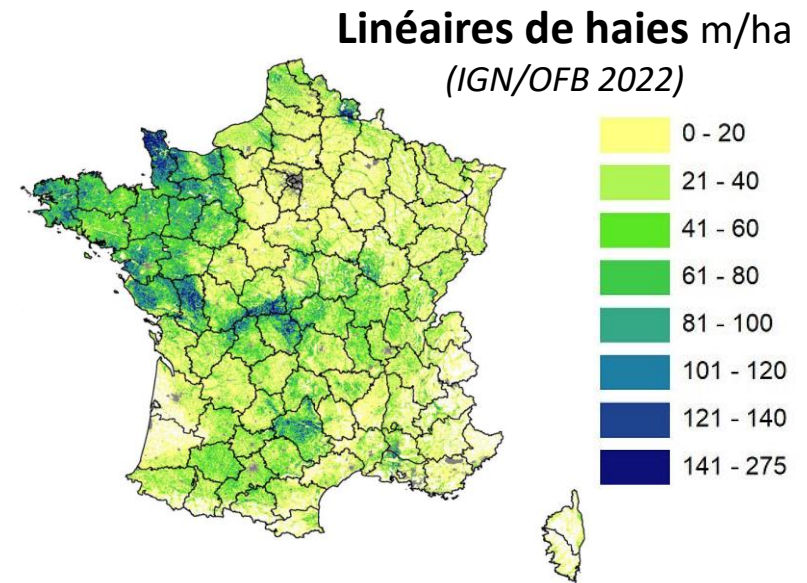 Linéaires de haies m/ha
(IGN/OFB 2022)
0 - 20
21 - 40
41 - 60
61 - 80
81 - 100
101 - 120
121 - 140
141 - 275